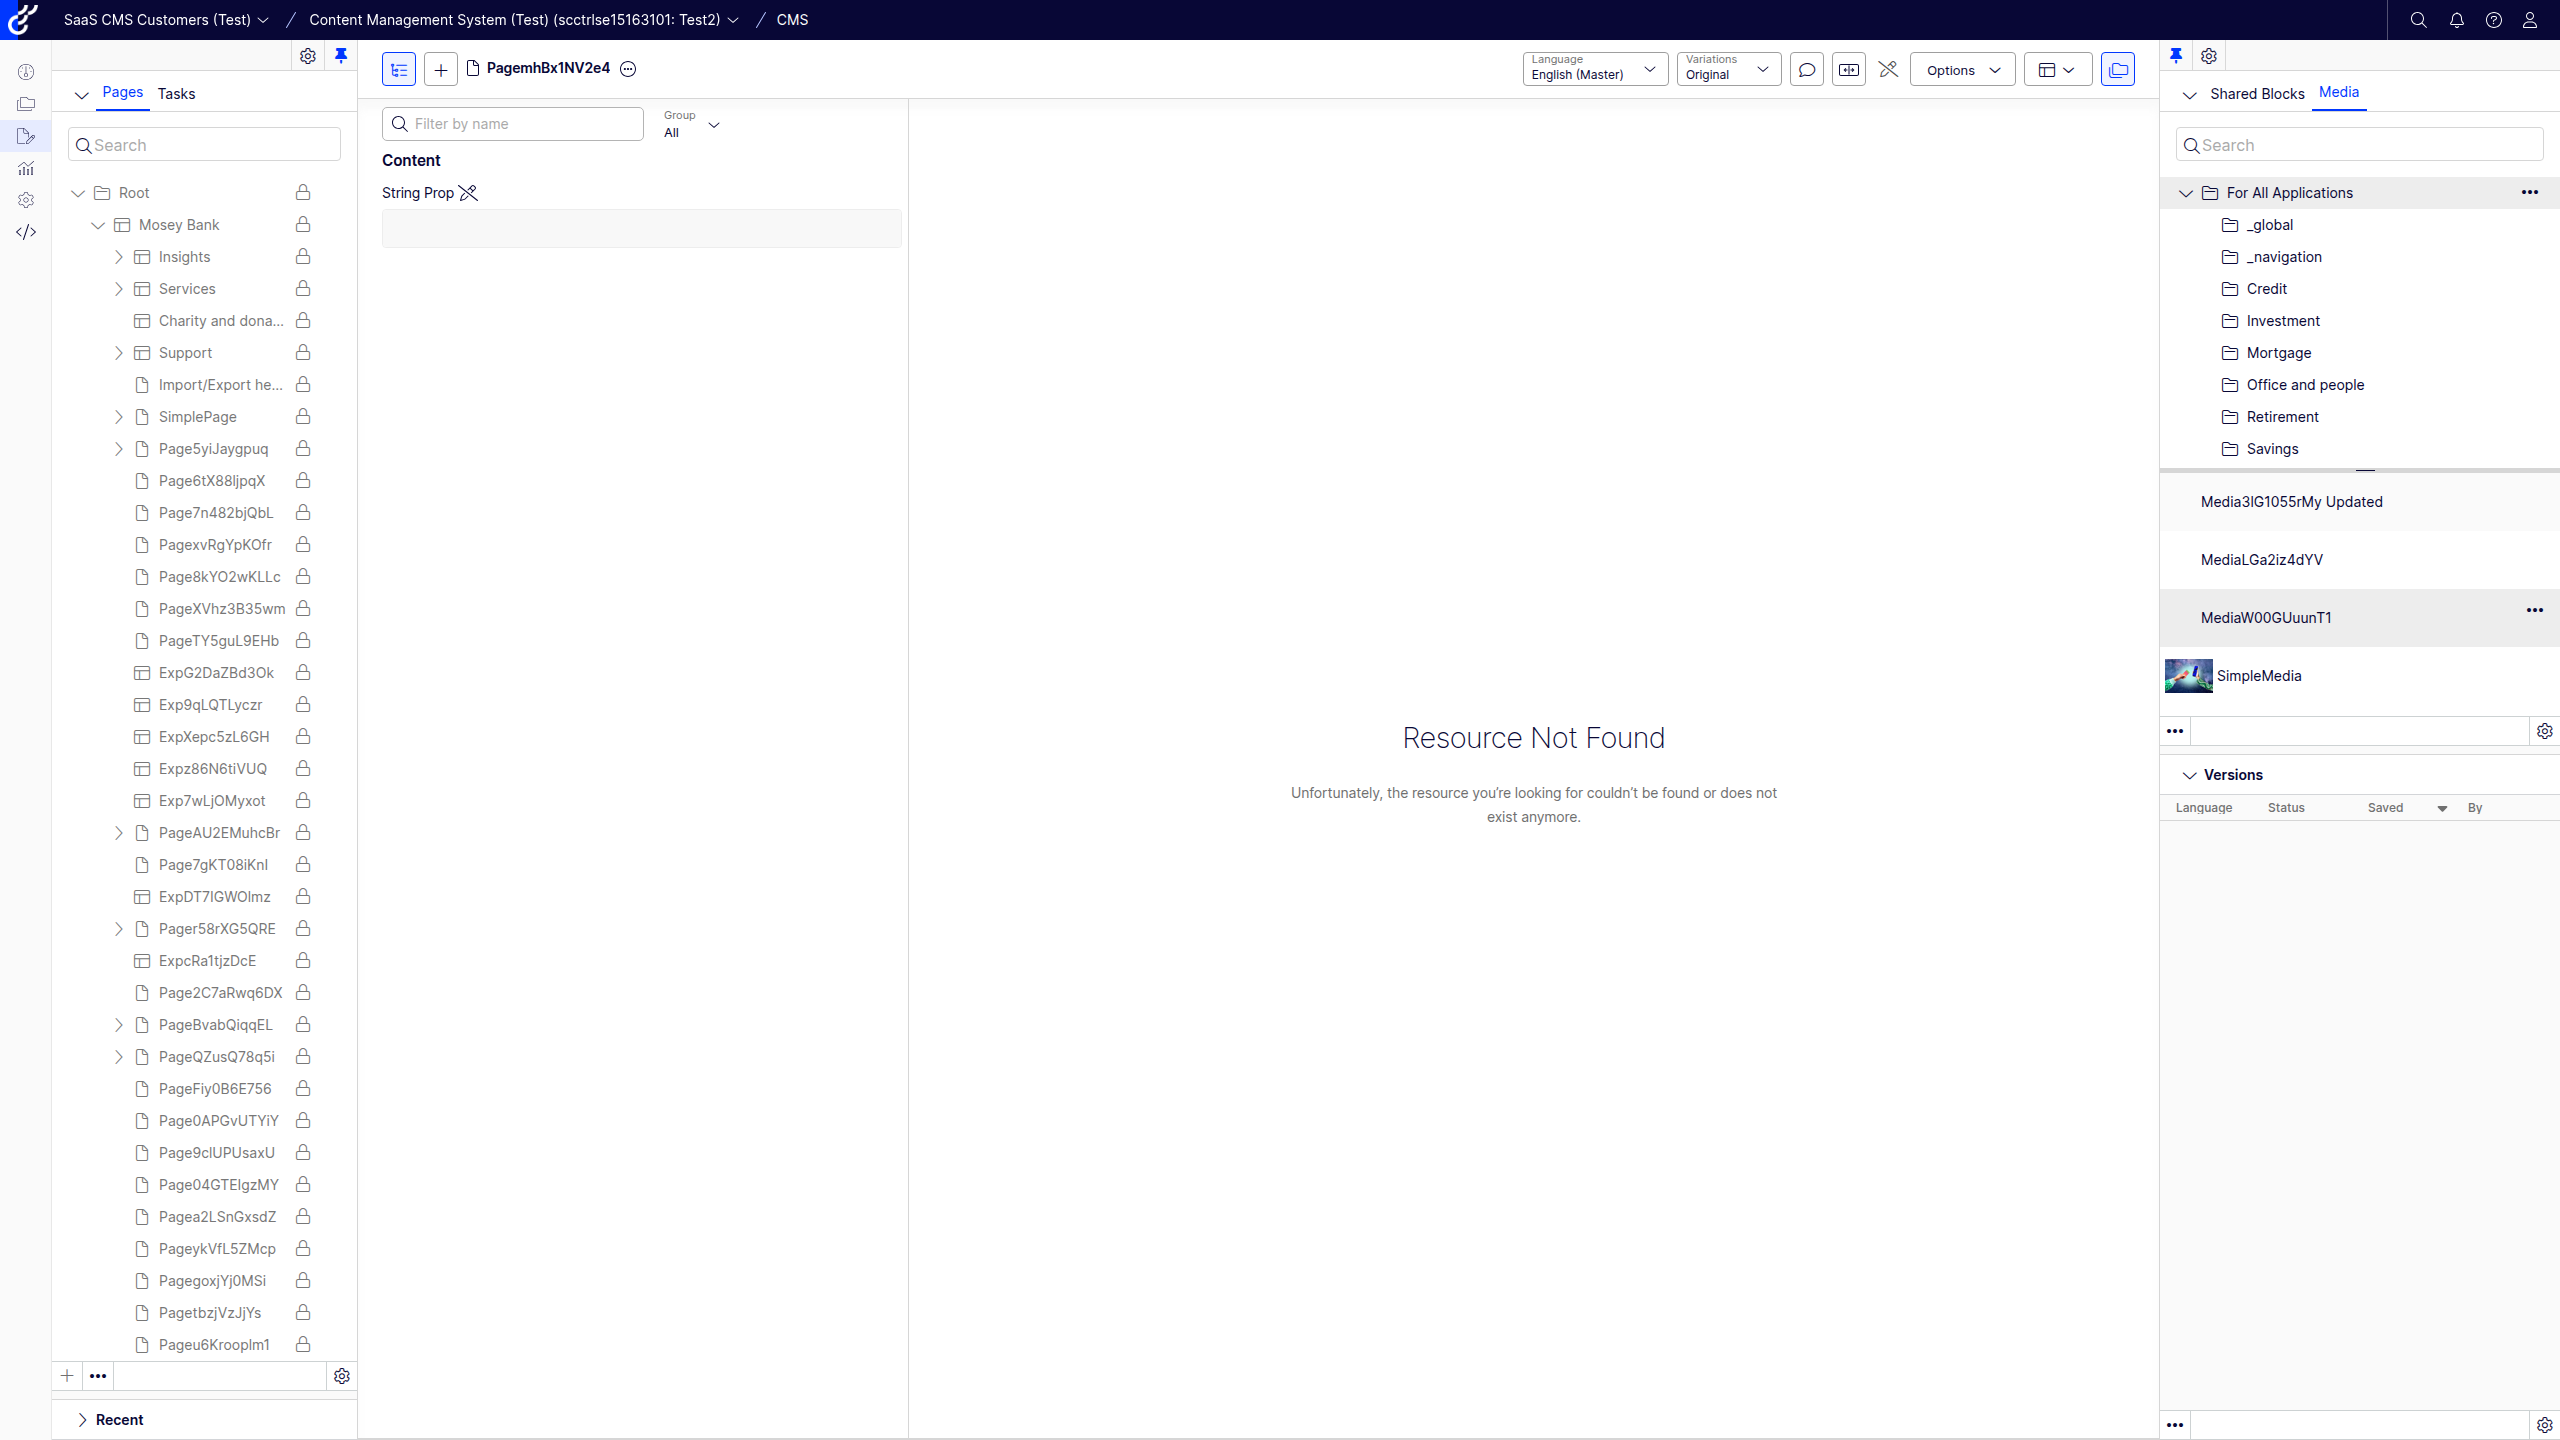 SaaS CMS Customers (Test) / Content Management System (Test) (scctrlse15163101: Test2) / CMS
Pages Tasks
Search
Root
Mosey Bank
Insights
Services
Charity and dona...
Support
Import/Export he...
SimplePage
Page5yiJaygpuq
Page6tX88ljpqX
Page7n482bjQbL
PagexvRgYpKOfr
Page8kYO2wKLLc
PageXVhz3B35wm
PageTY5guL9EHb
ExpG2DaZBd3Ok
Exp9qLQTLyczr
ExpXepc5zL6GH
Expz86N6tiVUQ
Exp7wLjOMyxot
PageAU2EMuhcBr
Page7gKT08iKnI
ExpDT7IGWOlmz
Pager58rXG5QRE
ExpcRa1tjzDcE
Page2C7aRwq6DX
PageBvabQiqqEL
PageQZusQ78q5i
PageFiy0B6E756
Page0APGvUTYiY
Page9clUPUsaxU
Page04GTEIgzMY
Pagea2LSnGxsdZ
PageykVfL5ZMcp
PagegoxjYj0MSi
PagetbzjVzJjYs
Pageu6Krooplm1
Recent
PagemhBx1NV2e4
Language
English (Master)
Variations
Original
Options
Filter by name
Group
All
Content
String Prop
Resource Not Found
Unfortunately, the resource you're looking for couldn't be found or does not
exist anymore.
Shared Blocks Media
Search
For All Applications
_global
_navigation
Credit
Investment
Mortgage
Office and people
Retirement
Savings
Media3lG1055rMy Updated
MediaLGa2iz4dYV
MediaW00GUuunT1
SimpleMedia
Versions
Language Status Saved By